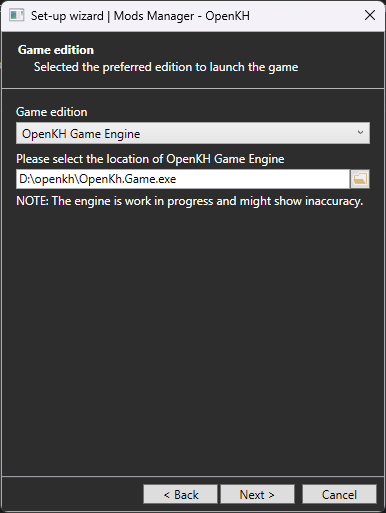 Set-up wizard | Mods Manager - OpenKH
Game edition
Selected the preferred edition to launch the game
Game edition
OpenKH Game Engine
Please select the location of OpenKH Game Engine
D:\openkh\OpenKh.Game.exe
NOTE: The engine is work in progress and might show inaccuracy.
< Back
Next >
Cancel